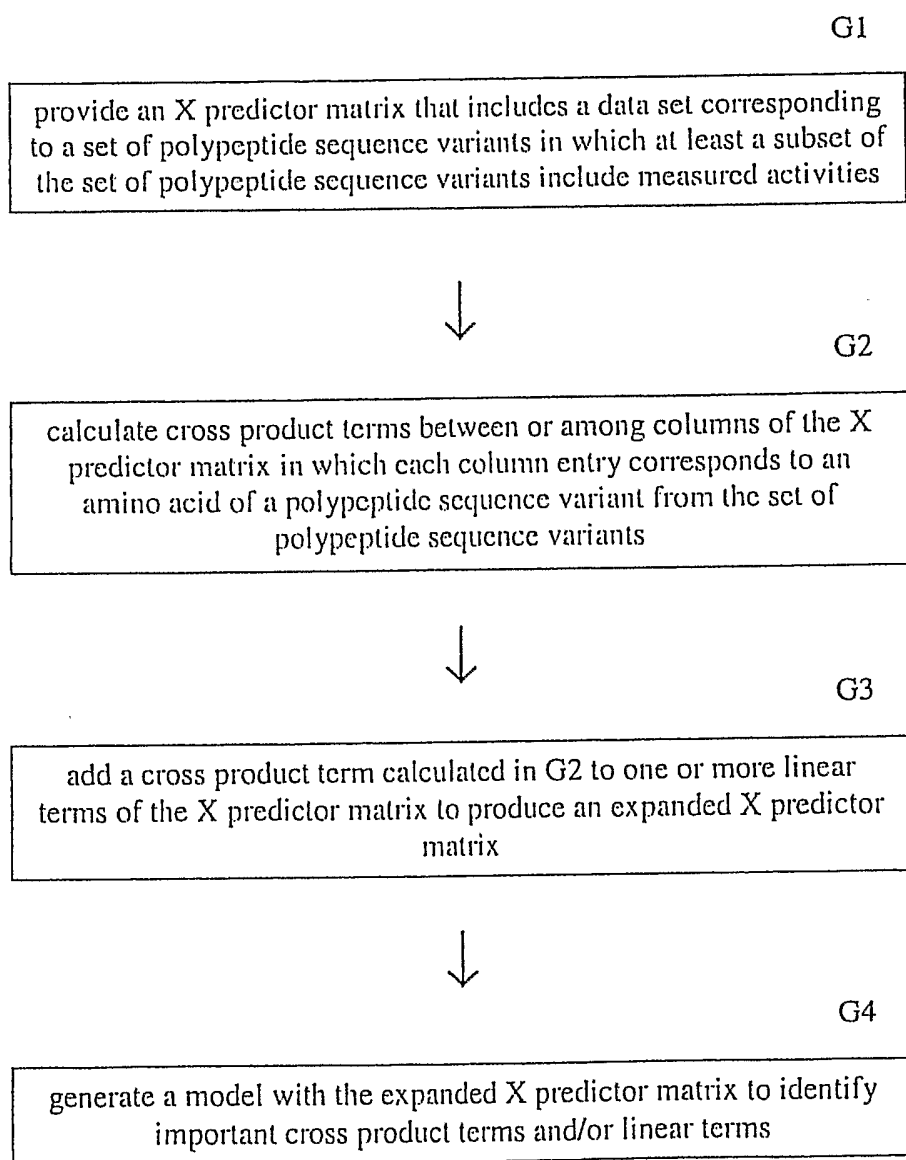 G1
provide an X predictor matrix that includes a data set corresponding
to a set of polypeptide sequence variants in which at least a subset of
the set of polypeptide sequence variants include measured activities
G2
calculate cross product terms between or among columns of the X
predictor matrix in which each column entry corresponds to an
amino acid of a polypeptide sequence variant from the set of
polypeptide sequence variants
G3
add a cross product term calculated in G2 to one or more linear
terms of the X predictor matrix to produce an expanded X predictor
matrix
G4
generate a model with the expanded X predictor matrix to identify
important cross product terms and/or linear terms